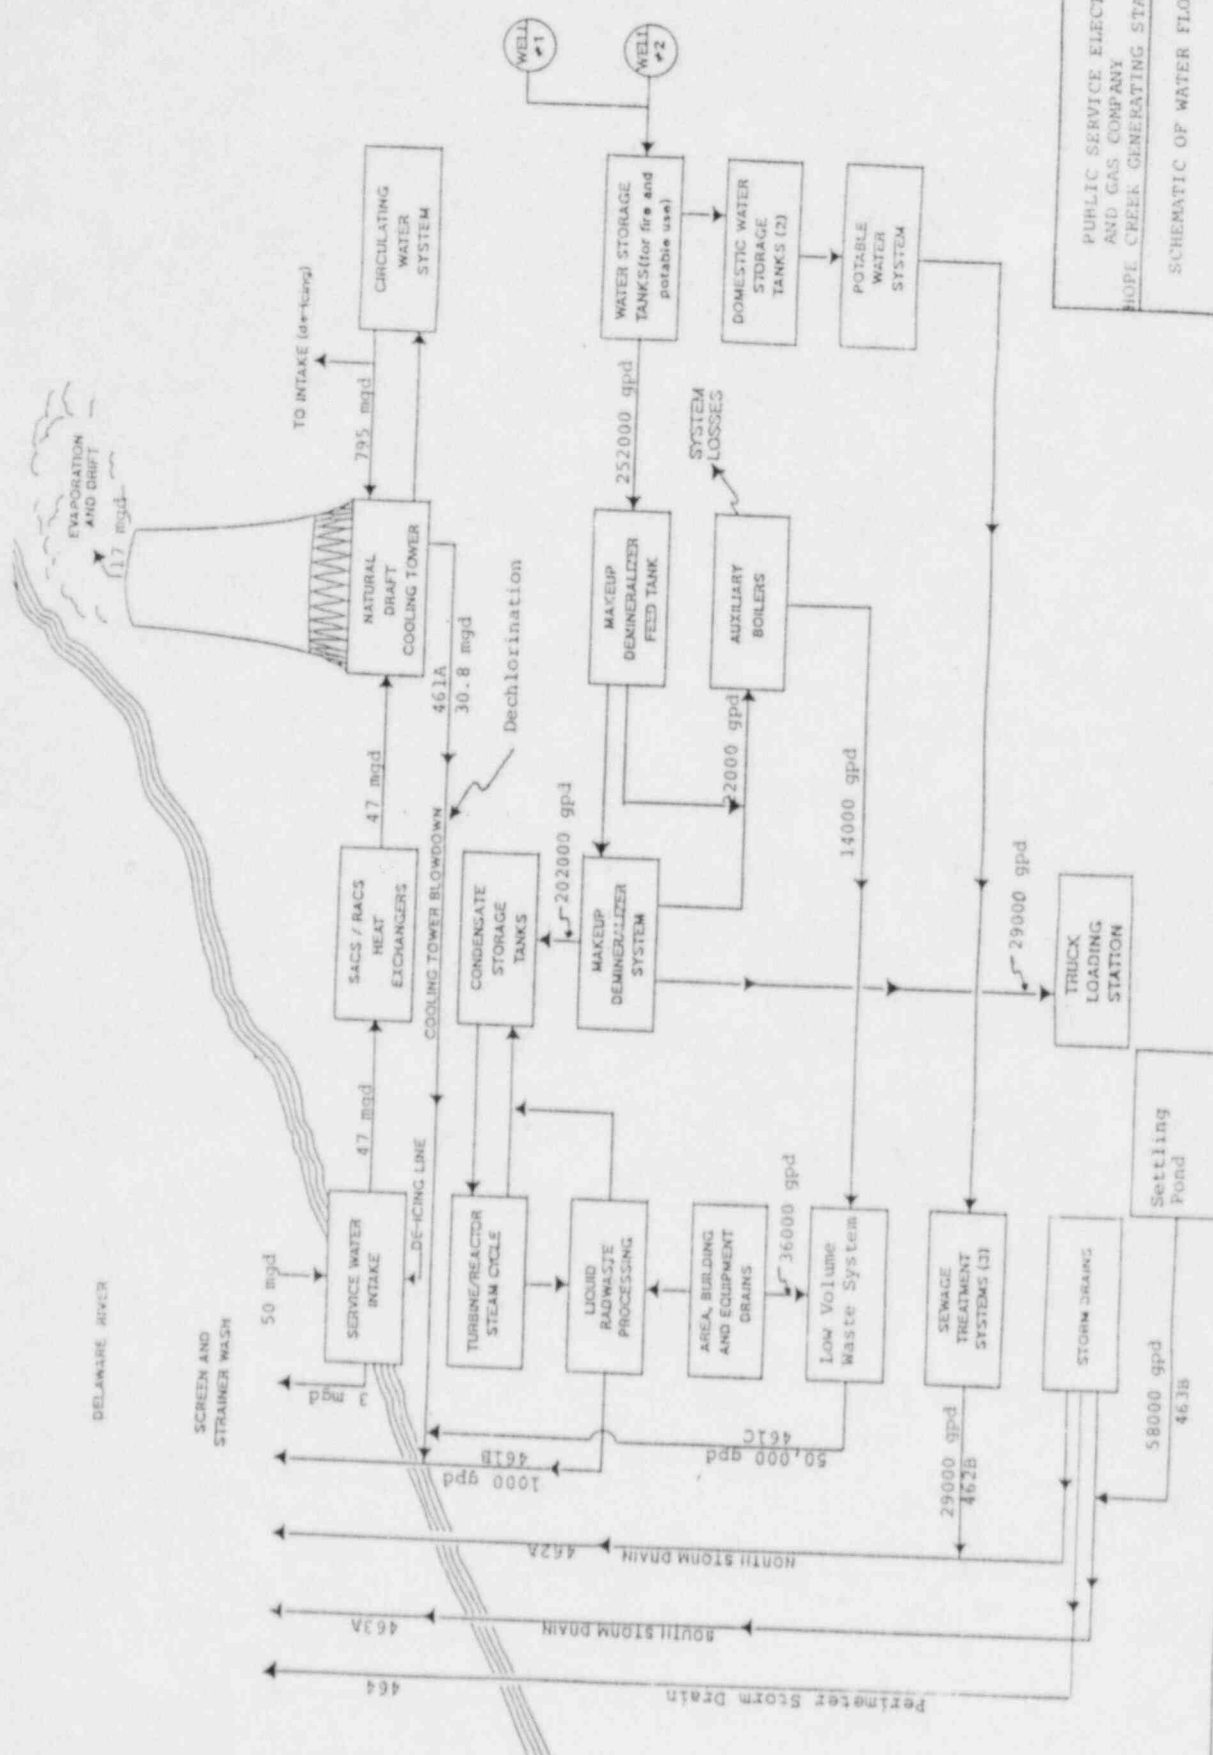 WELL
#1
WELL
#2
PUBLIC SERVICE ELECT
AND GAS COMPANY
HOPE CREEK GENERATING STA
SCHEMATIC OF WATER FLO
CIRCULATING
WATER
SYSTEM
TO INTAKE (de-icing)
795 mgd
EVAPORATION
AND DRIFT
17 mgd
NATURAL
DRAFT
COOLING TOWER
461A
30.8 mgd
Dechlorination
47 mgd
SACS / RACS
HEAT
EXCHANGERS
COOLING TOWER BLOWDOWN
47 mgd
WATER STORAGE
TANKS (for fire and
potable use)
DOMESTIC WATER
STORAGE
TANKS (2)
POTABLE
WATER
SYSTEM
252000 gpd
SYSTEM
LOSSES
MAKEUP
DEMINERALIZER
FEED TANK
AUXILIARY
BOILERS
22000 gpd
14000 gpd
202000 gpd
CONDENSATE
STORAGE
TANKS
MAKEUP
DEMINERALIZER
SYSTEM
29000 gpd
TRUCK
LOADING
STATION
DELAWARE RIVER
SCREEN AND
STRAINER WASH
50 mgd
3 mgd
SERVICE WATER
INTAKE
DE-ICING LINE
TURBINE/REACTOR
STEAM CYCLE
LIQUID
RADWASTE
PROCESSING
AREA, BUILDING
AND EQUIPMENT
DRAINS
36000 gpd
Low Volume
Waste System
SEWAGE
TREATMENT
SYSTEMS (3)
STORM DRAINS
Settling
Pond
58000 gpd
463B
461B
1000 gpd
461C
50,000 gpd
29000 gpd
462B
462A
NORTH STORM DRAIN
463A
SOUTH STORM DRAIN
464
Perimeter Storm Drain